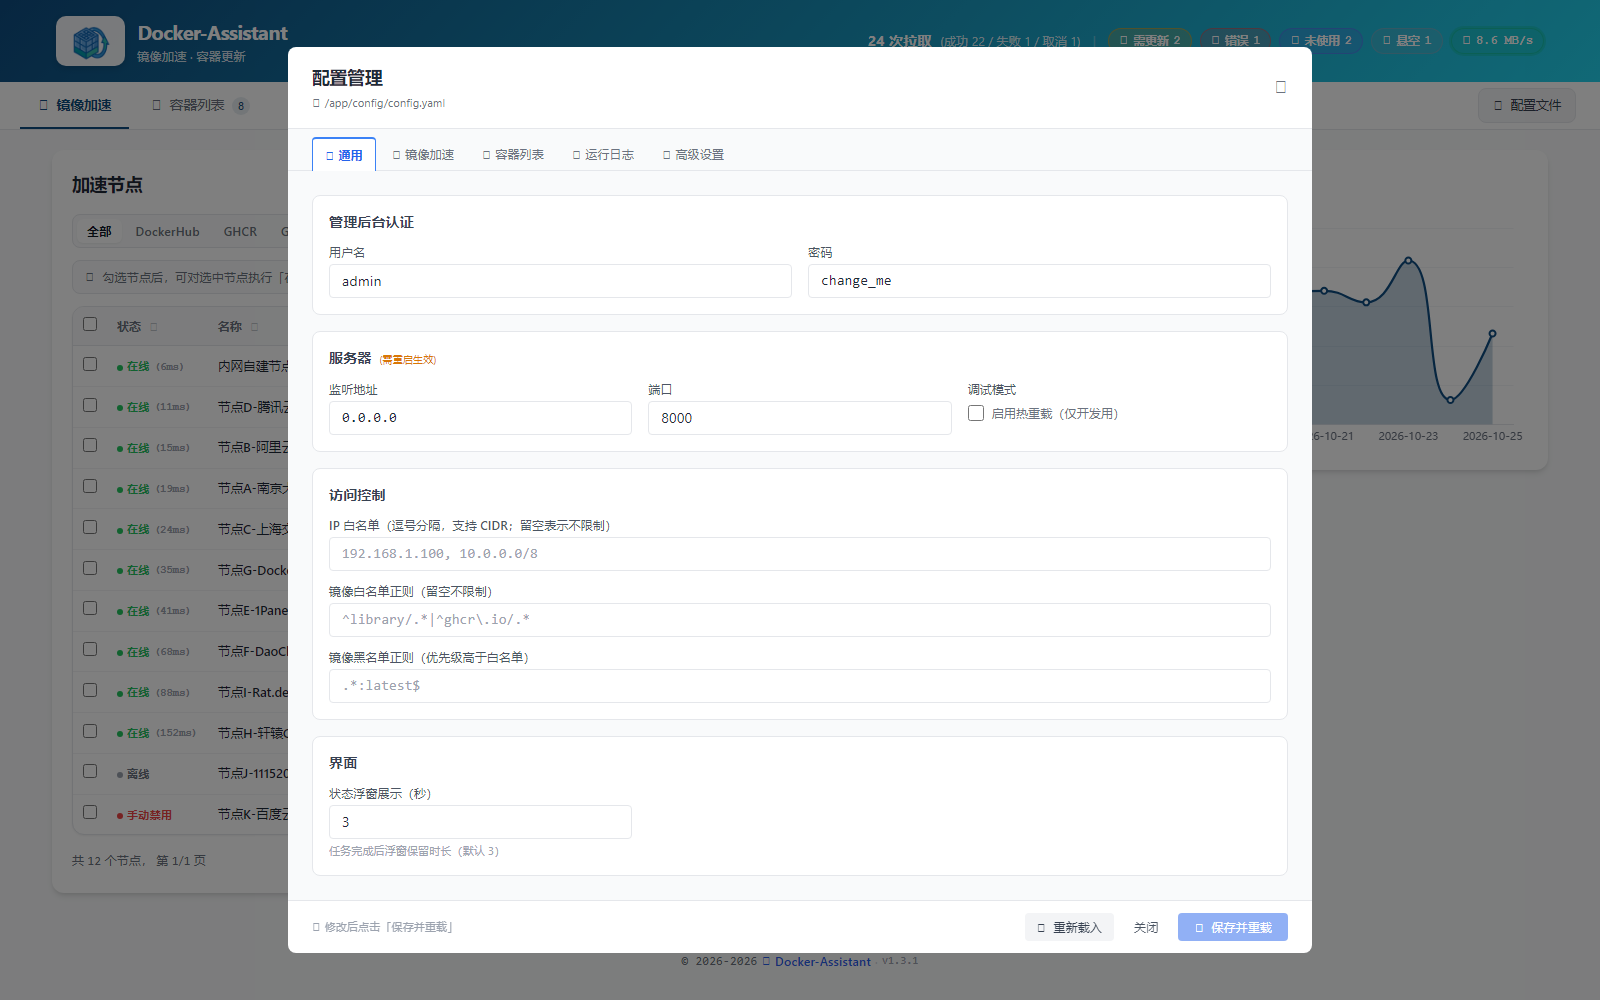 Docker-Assistant
镜像加速 · 容器更新
24 次拉取 (成功 22 / 失败 1 / 取消 1) | 需更新 2 错误 1 未使用 2 悬空 1 8.6 MB/s
镜像加速 容器列表 8 配置文件
配置管理
/app/config/config.yaml
通用 镜像加速 容器列表 运行日志 高级设置
管理后台认证
用户名 密码
admin change_me
服务器 (需重启生效)
监听地址 端口 调试模式
0.0.0.0 8000 启用热重载（仅开发用）
访问控制
IP 白名单（逗号分隔，支持 CIDR；留空表示不限制）
192.168.1.100, 10.0.0.0/8
镜像白名单正则（留空不限制）
^library/.*|^ghcr\.io/.*
镜像黑名单正则（优先级高于白名单）
.*:latest$
界面
状态浮窗展示（秒）
3
任务完成后浮窗保留时长（默认 3）
修改后点击「保存并重载」 重新载入 关闭 保存并重载
加速节点
全部 DockerHub GHCR G
勾选节点后，可对选中节点执行「
状态 名称
在线 (6ms) 内网自建节点
在线 (11ms) 节点D-腾讯云
在线 (15ms) 节点B-阿里云
在线 (19ms) 节点A-南京大
在线 (24ms) 节点C-上海交
在线 (35ms) 节点G-Docke
在线 (41ms) 节点E-1Pane
在线 (68ms) 节点F-DaoCl
在线 (88ms) 节点I-Rat.de
在线 (152ms) 节点H-轩辕
离线 节点J-111520
手动禁用 节点K-百度云
共 12 个节点， 第 1/1 页
6-10-21 2026-10-23 2026-10-25
© 2026-2026 Docker-Assistant · v1.3.1